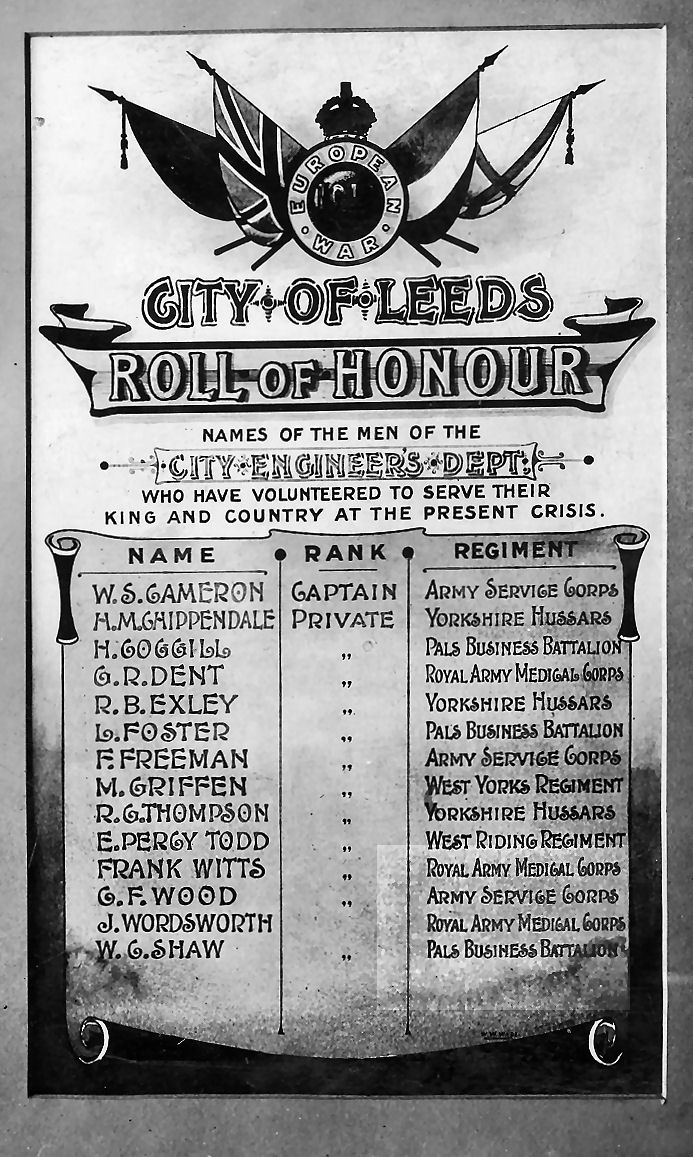 EUROPEAN
· WAR ·
CITY · OF · LEEDS
ROLL OF HONOUR
NAMES OF THE MEN OF THE
CITY · ENGINEER'S · DEPT:
WHO HAVE VOLUNTEERED TO SERVE THEIR
KING AND COUNTRY AT THE PRESENT CRISIS.
NAME RANK REGIMENT
W.S.CAMERON CAPTAIN ARMY SERVICE CORPS
H.M.CHIPPENDALE PRIVATE YORKSHIRE HUSSARS
H.COGGILL ,, PALS BUSINESS BATTALION
C.R.DENT ,, ROYAL ARMY MEDICAL CORPS
R.B.EXLEY ,, YORKSHIRE HUSSARS
L.FOSTER ,, PALS BUSINESS BATTALION
F.FREEMAN ,, ARMY SERVICE CORPS
M.GRIFFEN ,, WEST YORKS REGIMENT
R.C.THOMPSON ,, YORKSHIRE HUSSARS
E.PERCY TODD ,, WEST RIDING REGIMENT
FRANK WITTS ,, ROYAL ARMY MEDICAL CORPS
C.F.WOOD ,, ARMY SERVICE CORPS
J.WORDSWORTH ROYAL ARMY MEDICAL CORPS
W.C.SHAW ,, PALS BUSINESS BATTALION